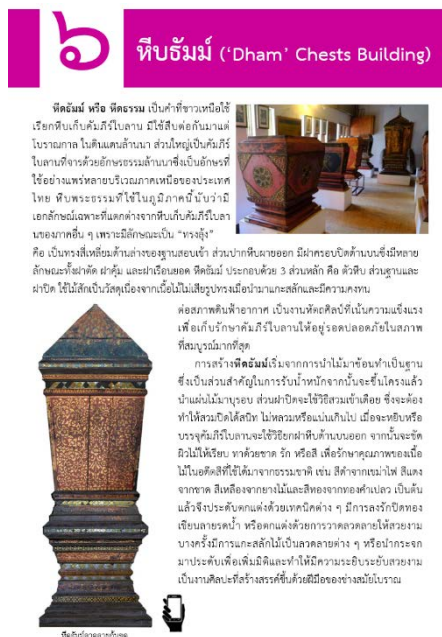 ๖
หีบธัมม์ (‘Dham’ Chests Building)
หีดธัมม์ หรือ หีดธรรม เป็นคำที่ชาวเหนือใช้
เรียกหีบเก็บคัมภีร์ใบลาน มีใช้สืบต่อกันมาแต่
โบราณกาล ในดินแดนล้านนา ส่วนใหญ่เป็นคัมภีร์
ใบลานที่จารด้วยอักษรธรรมล้านนาซึ่งเป็นอักษรที่
ใช้อย่างแพร่หลายบริเวณภาคเหนือของประเทศ
ไทย หีบพระธรรมที่ใช้ในภูมิภาคนี้นับว่ามี
เอกลักษณ์เฉพาะที่แตกต่างจากหีบเก็บคัมภีร์ใบลา
นของภาคอื่น ๆ เพราะมีลักษณะเป็น “ทรงลุ้ง”
คือ เป็นทรงสี่เหลี่ยมด้านล่างของฐานสอบเข้า ส่วนปากหีบผายออก มีฝาครอบปิดด้านบนซึ่งมีหลาย
ลักษณะทั้งฝาตัด ฝาคุ้ม และฝาเรือนยอด หีดธัมม์ ประกอบด้วย 3 ส่วนหลัก คือ ตัวหีบ ส่วนฐานและ
ฝาปิด ใช้ไม้สักเป็นวัสดุเนื่องจากเนื้อไม้ไม่เสียรูปทรงเมื่อนำมาแกะสลักและมีความคงทน
ต่อสภาพดินฟ้าอากาศ เป็นงานหัตถศิลป์ที่เน้นความแข็งแรง
เพื่อเก็บรักษาคัมภีร์ใบลานให้อยู่รอดปลอดภัยในสภาพ
ที่สมบูรณ์มากที่สุด
การสร้างหีดธัมม์เริ่มจากการนำไม้มาซ้อนทำเป็นฐาน
ซึ่งเป็นส่วนสำคัญในการรับน้ำหนักจากนั้นจะขึ้นโครงแล้ว
นำแผ่นไม้มาบุรอบ ส่วนฝาปิดจะใช้วิธีสวมเข้าเดือย ซึ่งจะต้อง
ทำให้สวมปิดได้สนิท ไม่หลวมหรือแน่นเกินไป เมื่อจะหยิบหรือ
บรรจุคัมภีร์ใบลานจะใช้วิธียกฝาหีบด้านบนออก จากนั้นจะขัด
ผิวไม้ให้เรียบ ทาด้วยชาด รัก หรือสี เพื่อรักษาคุณภาพของเนื้อ
ไม้ในอดีตสีที่ใช้ได้มาจากธรรมชาติ เช่น สีดำจากเขม่าไฟ สีแดง
จากชาด สีเหลืองจากยางไม้และสีทองจากทองคำเปลว เป็นต้น
แล้วจึงประดับตกแต่งด้วยเทคนิคต่าง ๆ มีการลงรักปิดทอง
เขียนลายรดน้ำ หรือตกแต่งด้วยการวาดลวดลายให้สวยงาม
บางครั้งมีการแกะสลักไม้เป็นลวดลายต่าง ๆ หรือนำกระจก
มาประดับเพื่อเพิ่มมิติและทำให้มีความระยิบระยับสวยงาม
เป็นงานศิลปะที่สร้างสรรค์ขึ้นด้วยฝีมือของช่างสมัยโบราณ